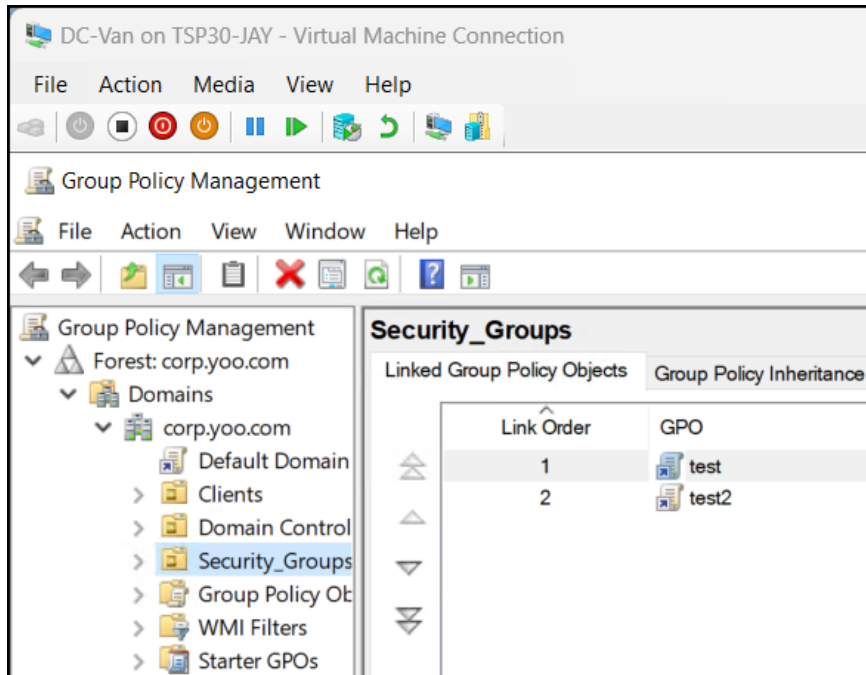 DC-Van on TSP30-JAY - Virtual Machine Connection
File Action Media View Help
Group Policy Management
File Action View Window Help
Group Policy Management
Forest: corp.yoo.com
Domains
corp.yoo.com
Default Domain
Clients
Domain Control
Security_Groups
Group Policy Ob
WMI Filters
Starter GPOs
Security_Groups
Linked Group Policy Objects Group Policy Inheritance
Link Order GPO
1 test
2 test2